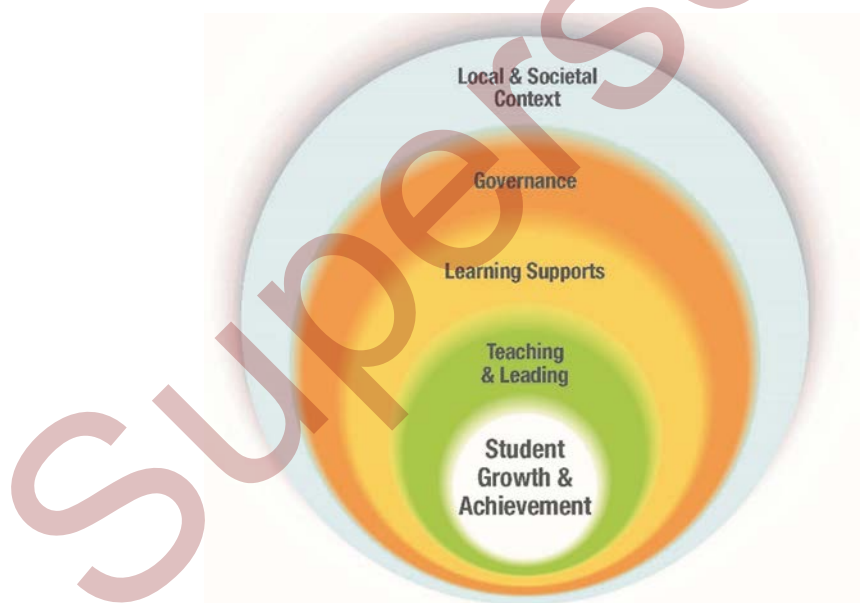 Local & Societal
Context
Governance
Learning Supports
Teaching
& Leading
Student
Growth &
Achievement
Supers